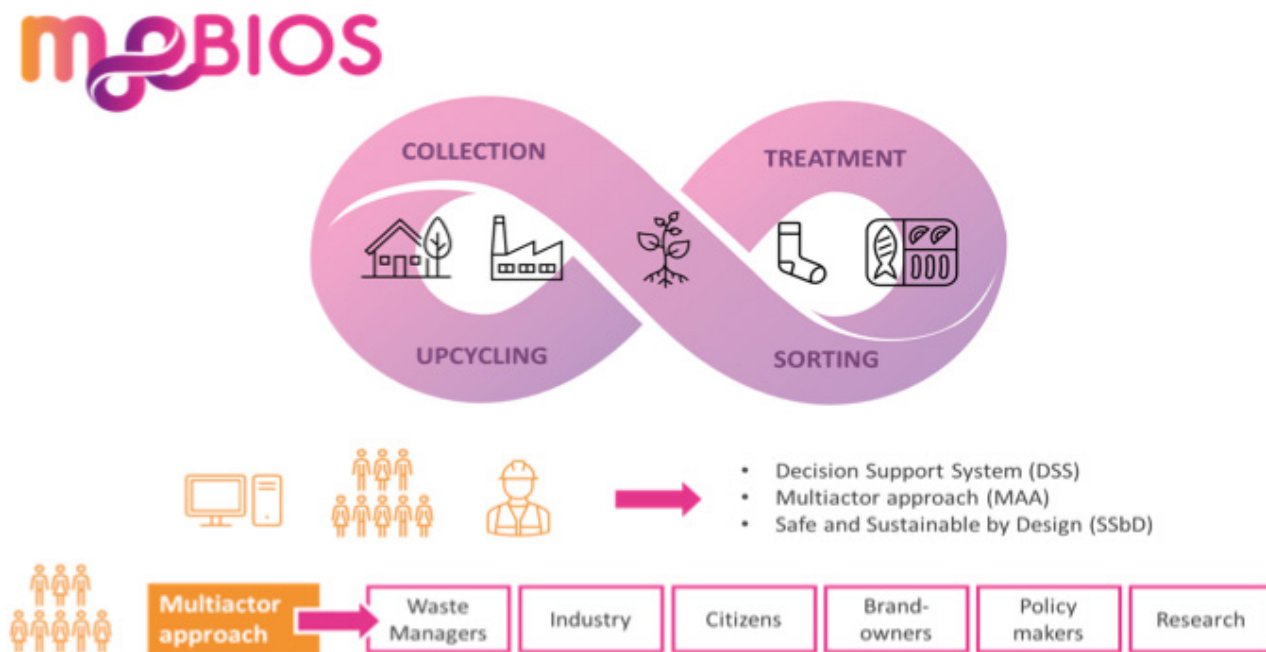 moeBIOS
COLLECTION
TREATMENT
UPCYCLING
SORTING
• Decision Support System (DSS)
• Multiactor approach (MAA)
• Safe and Sustainable by Design (SSbD)
Multiactor
approach
Waste
Managers
Industry
Citizens
Brand-
owners
Policy
makers
Research